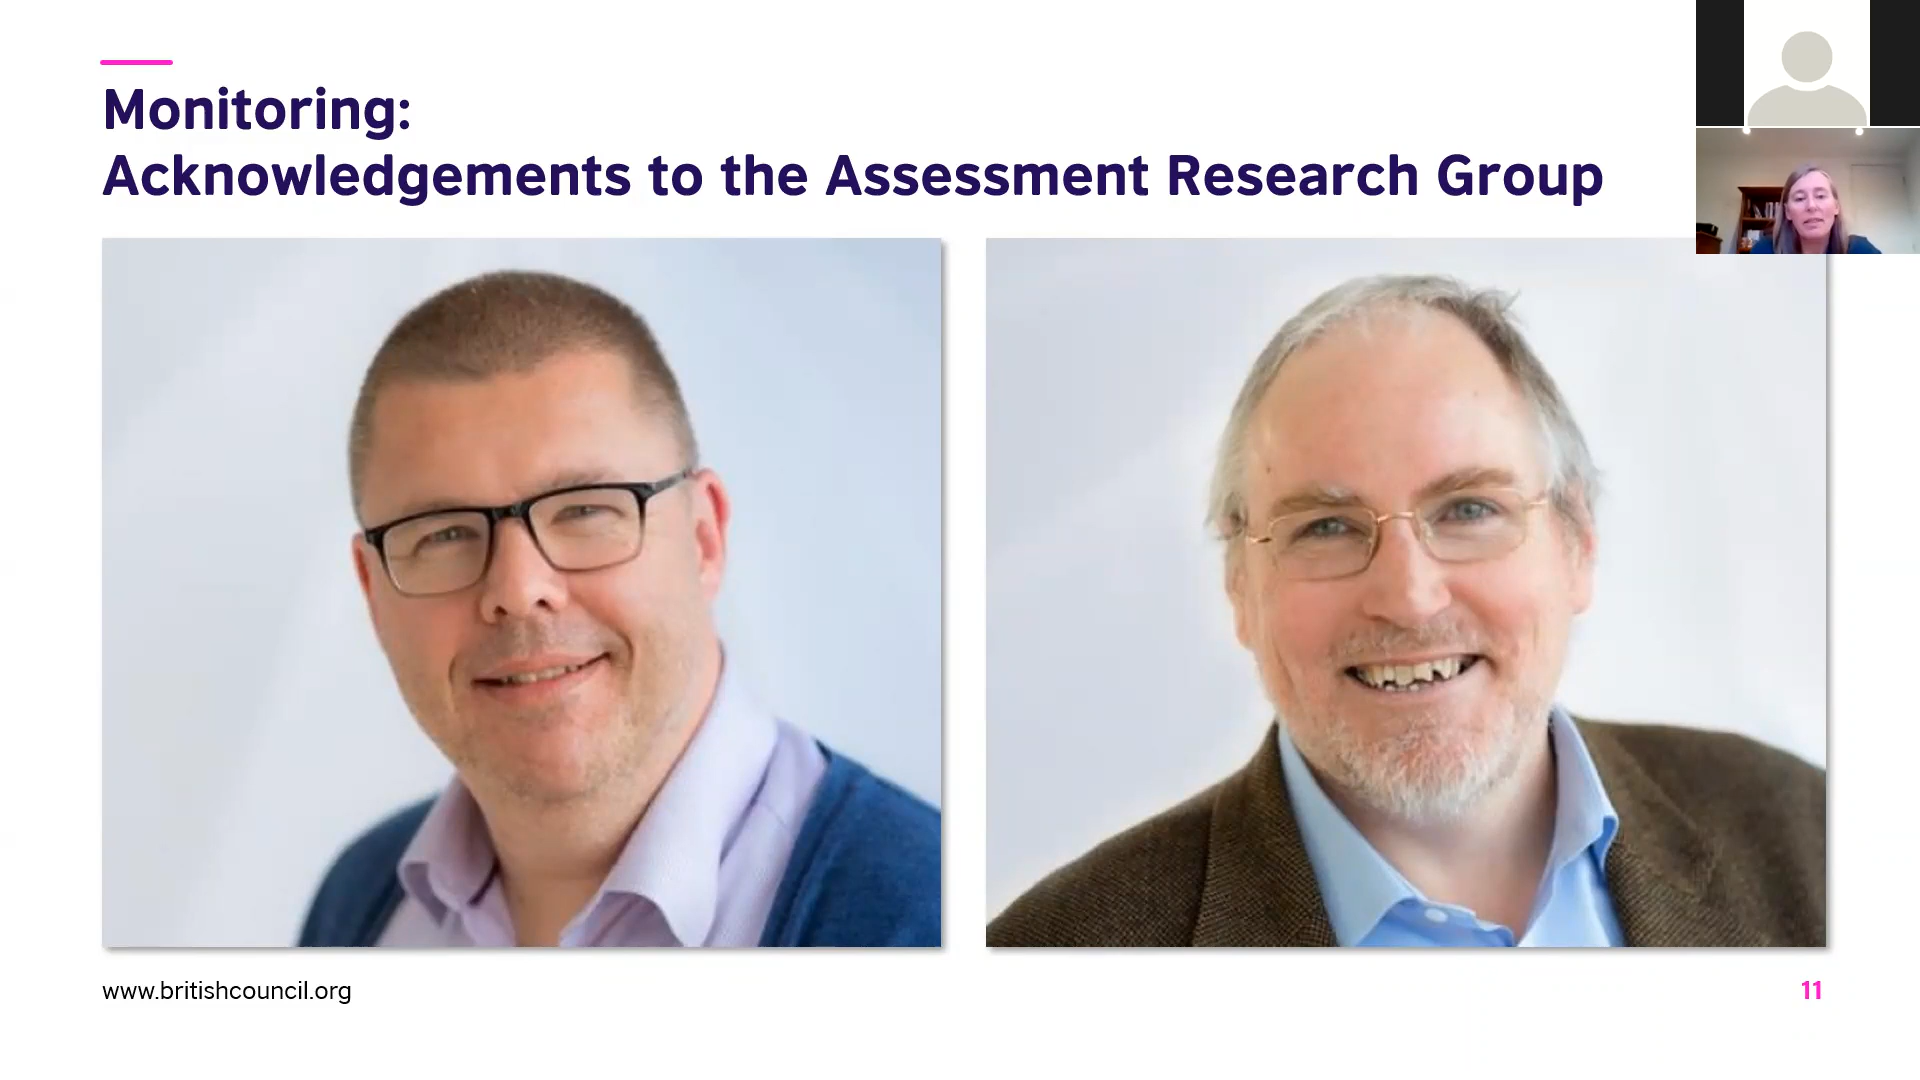 Monitoring:
Acknowledgements to the Assessment Research Group
www.britishcouncil.org
11